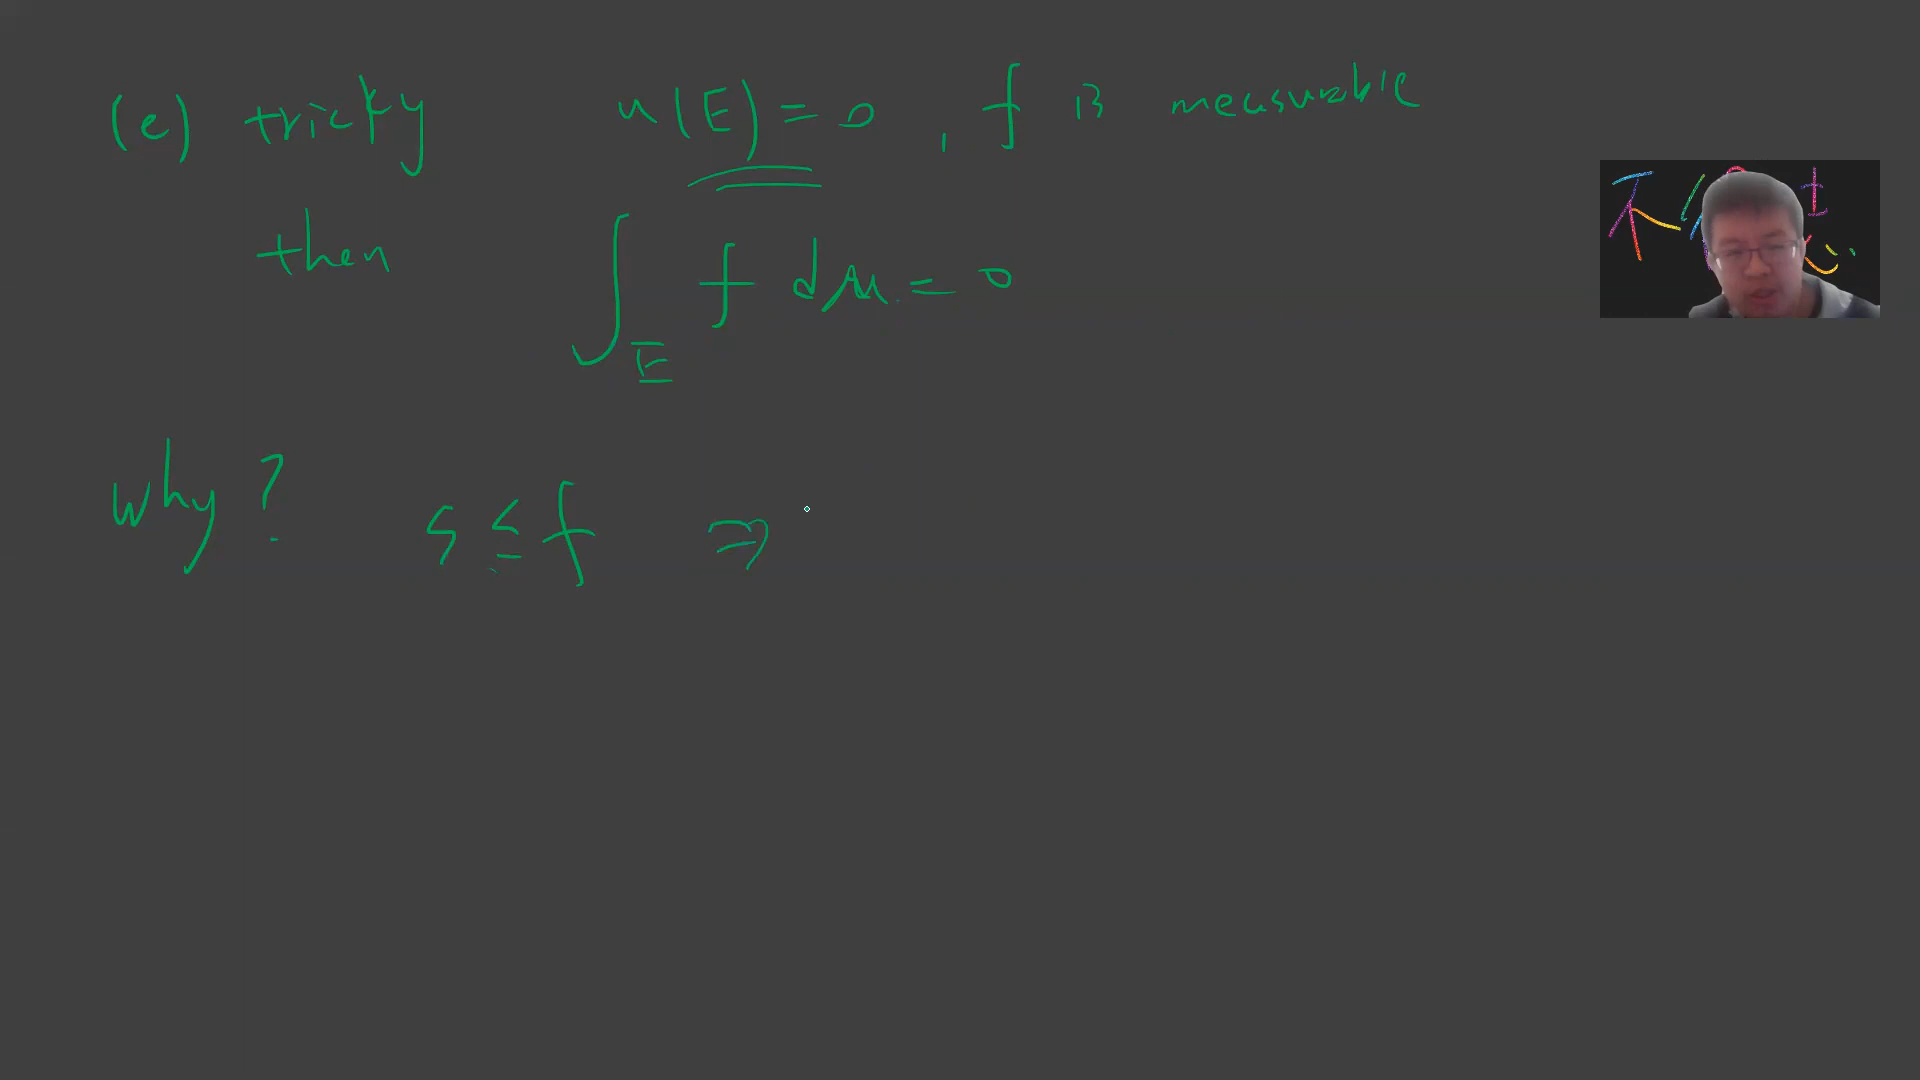 (e) tricky μ(E) = 0 , f is measurable
then ∫_E f dμ = 0
why? s ≤ f ⇒